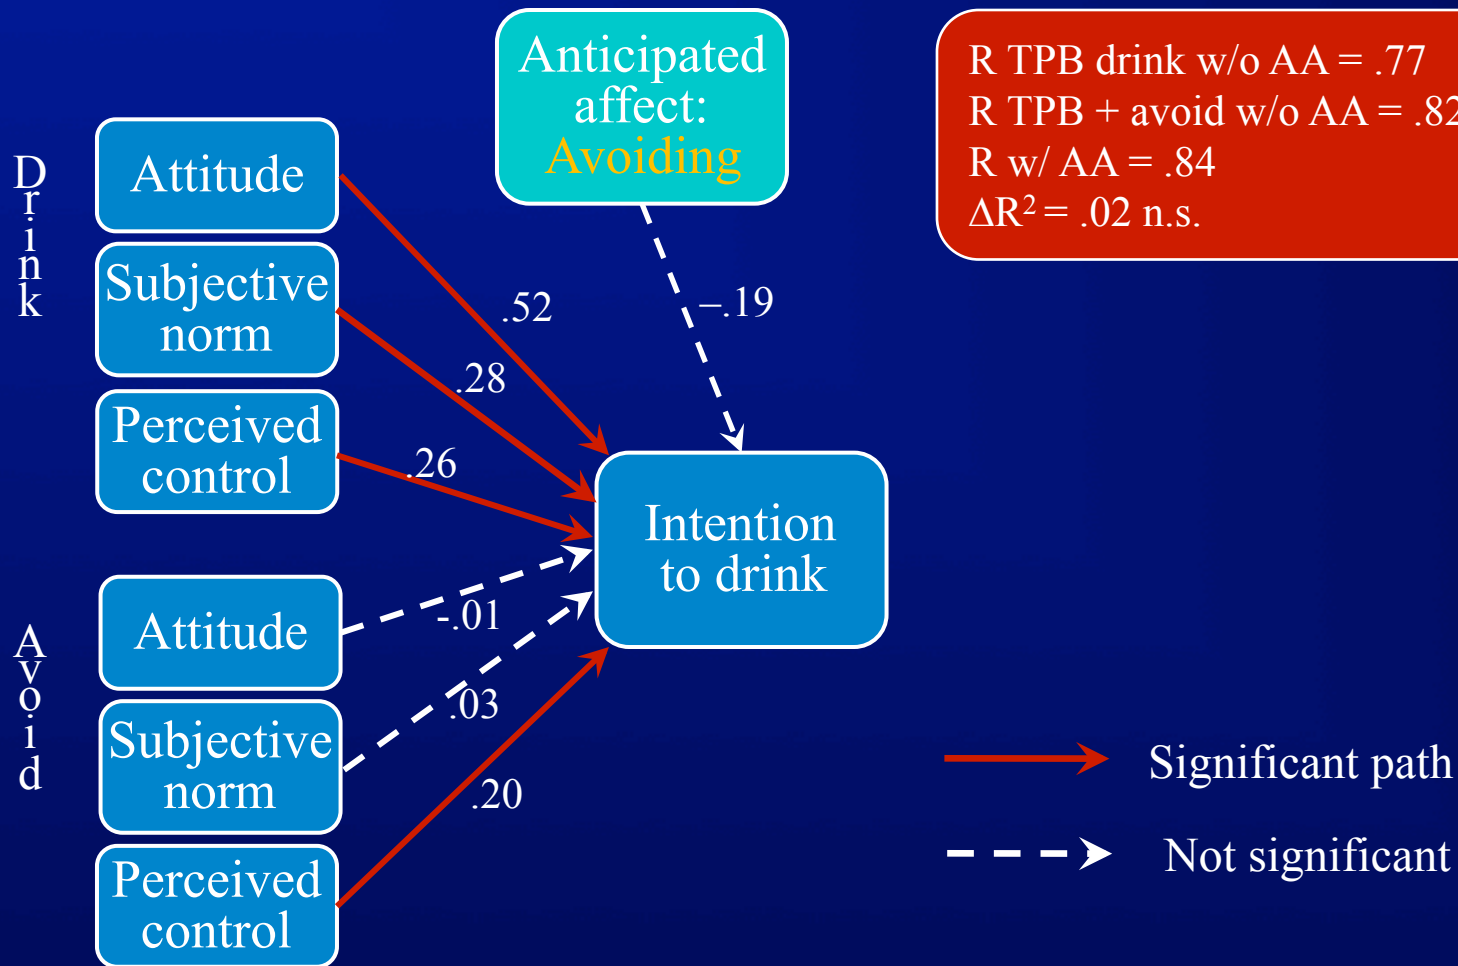 Anticipated
affect:
Avoiding
R TPB drink w/o AA = .77
R TPB + avoid w/o AA = .82
R w/ AA = .84
ΔR² = .02 n.s.
Drink
Attitude
Subjective
norm
Perceived
control
.52
.28
.26
–.19
Intention
to drink
Avoid
Attitude
Subjective
norm
Perceived
control
-.01
.03
.20
Significant path
Not significant